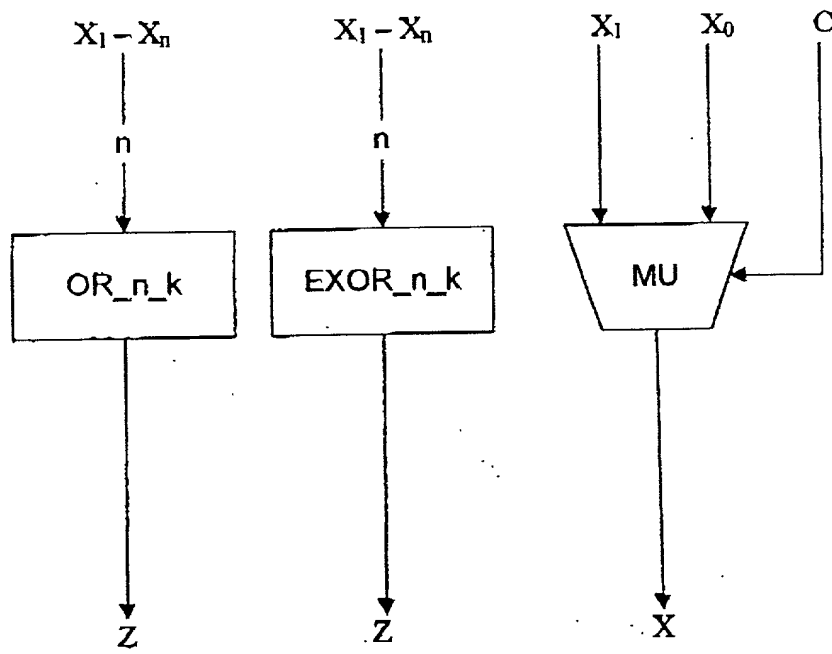 X₁ – Xₙ
X₁ – Xₙ
X₁
X₀
C
n
n
OR_n_k
EXOR_n_k
MU
Z
Z
X